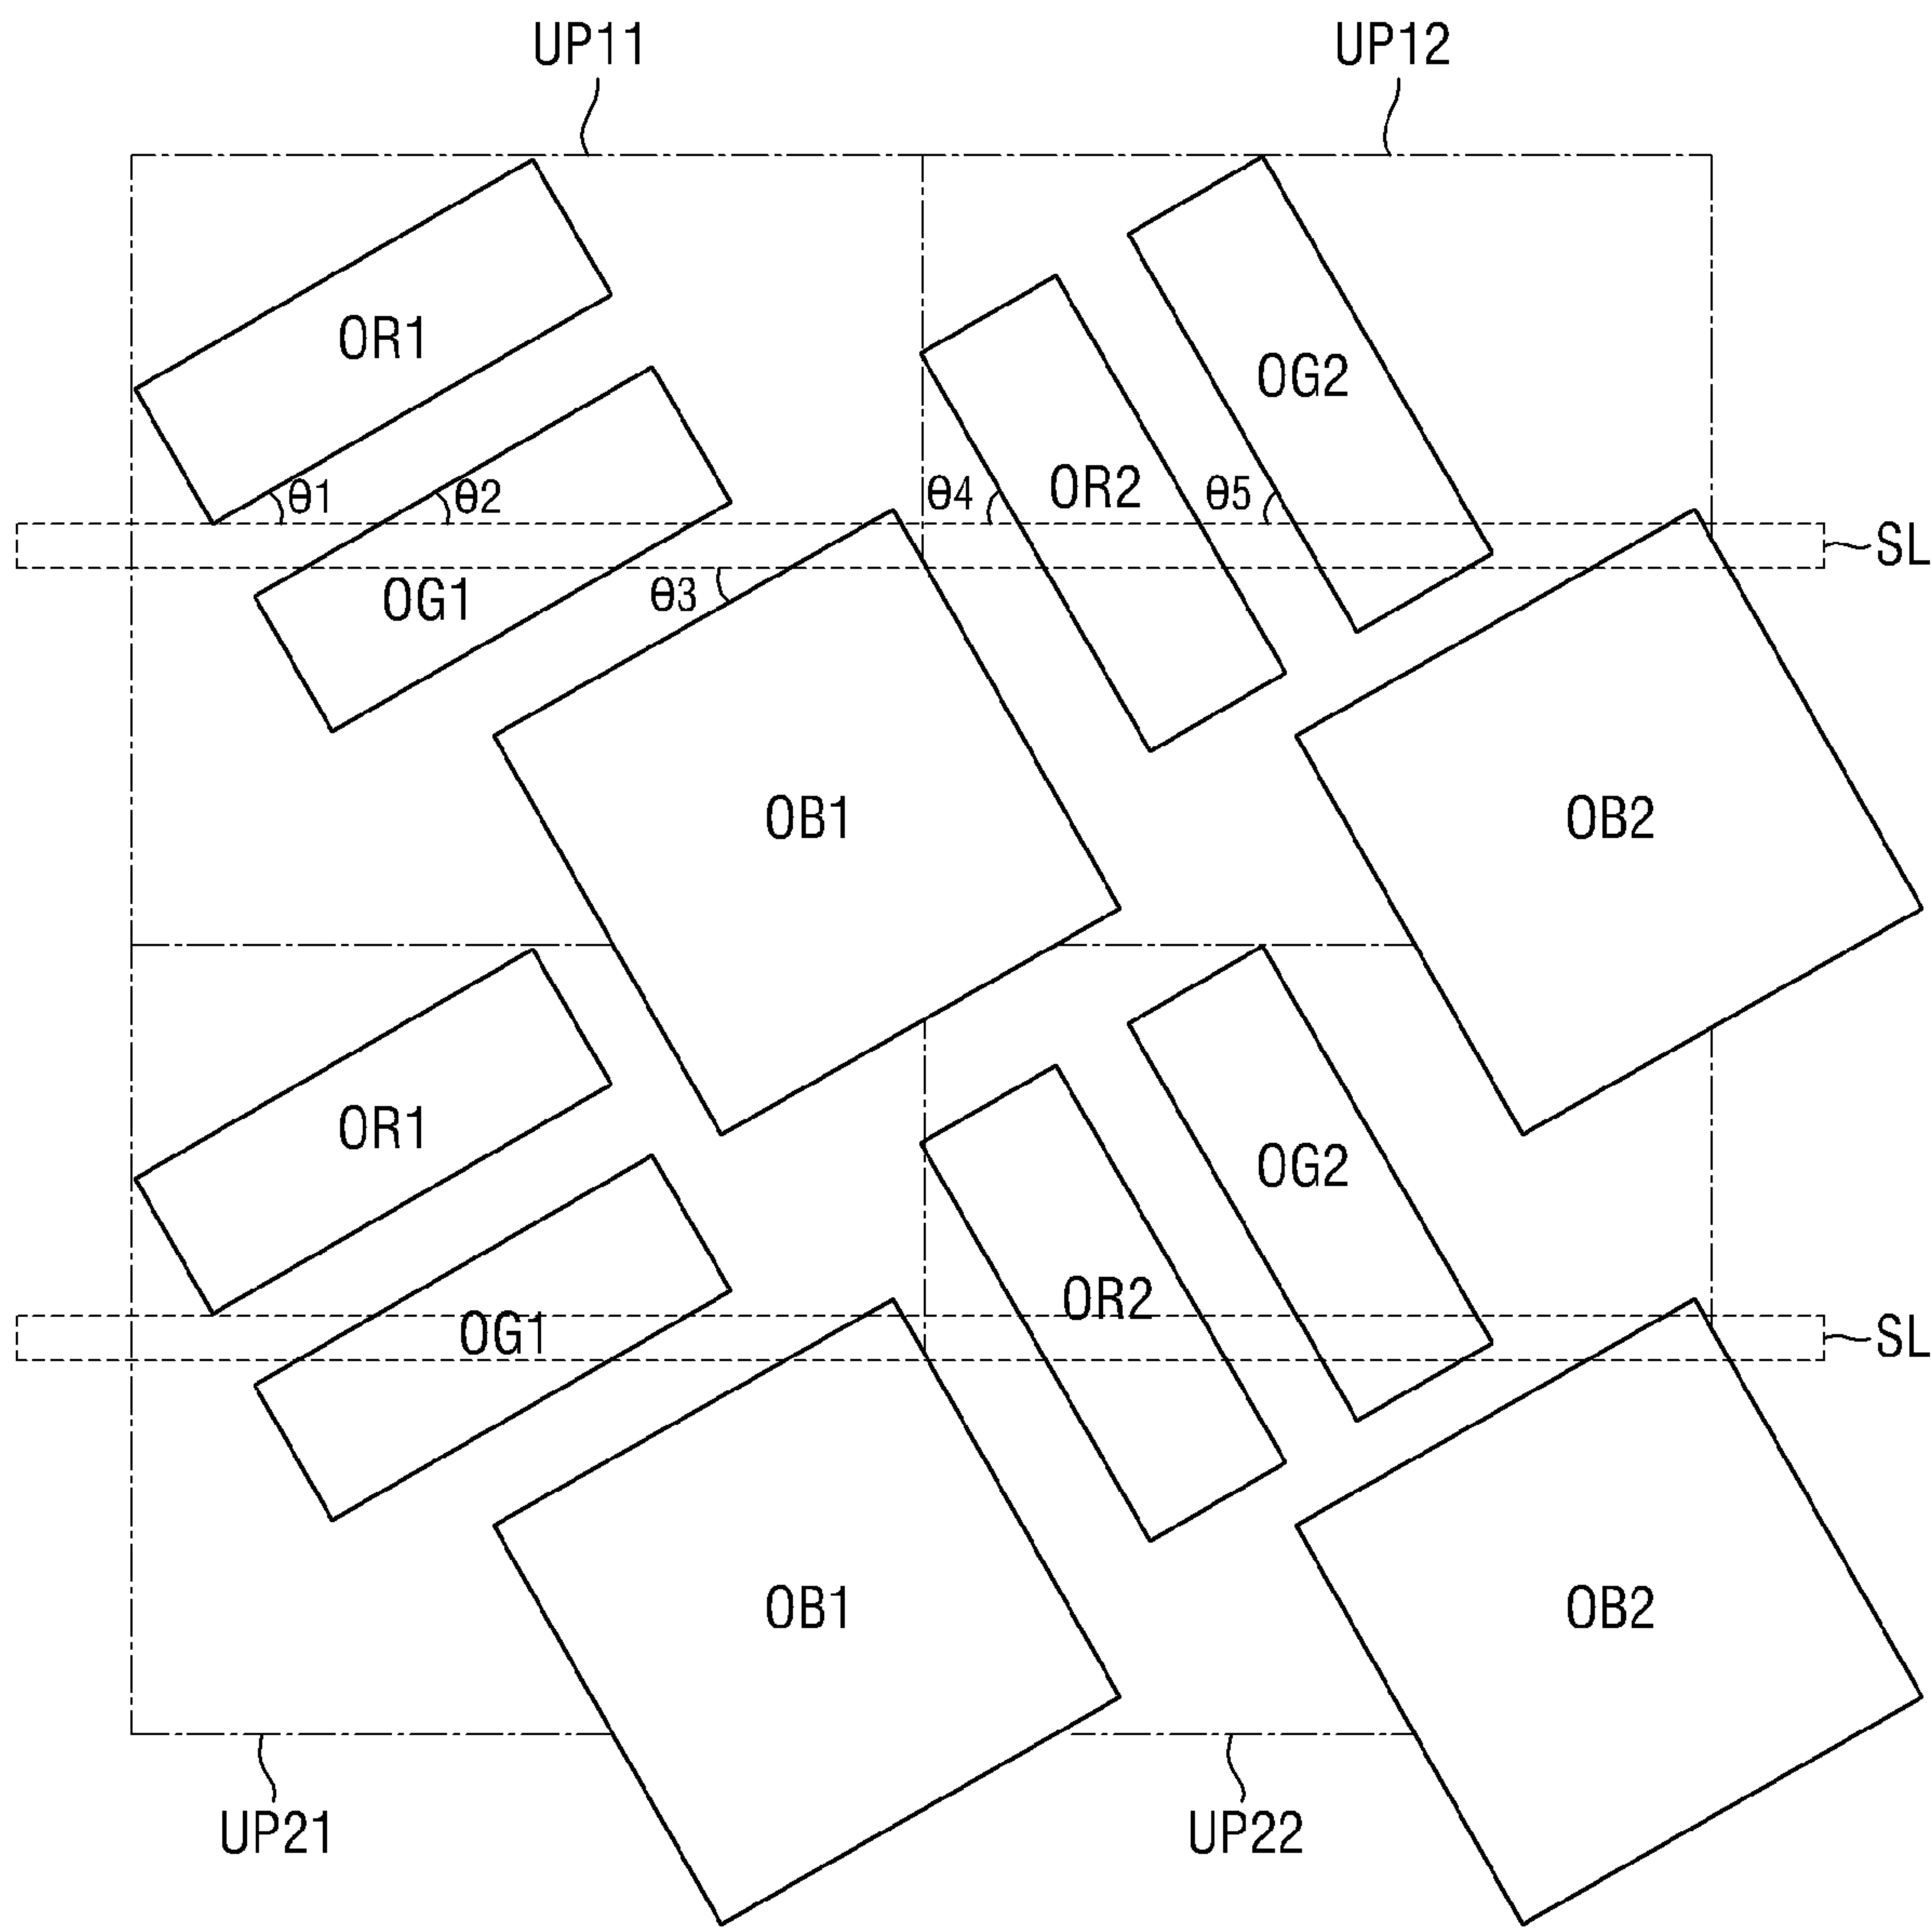 UP11 UP12
OR1
OG2
OR2
θ1 θ2 θ4 θ5
SL
OG1 θ3
OB1 OB2
OR1
OG2
OR2
OG1
SL
OB1 OB2
UP21 UP22